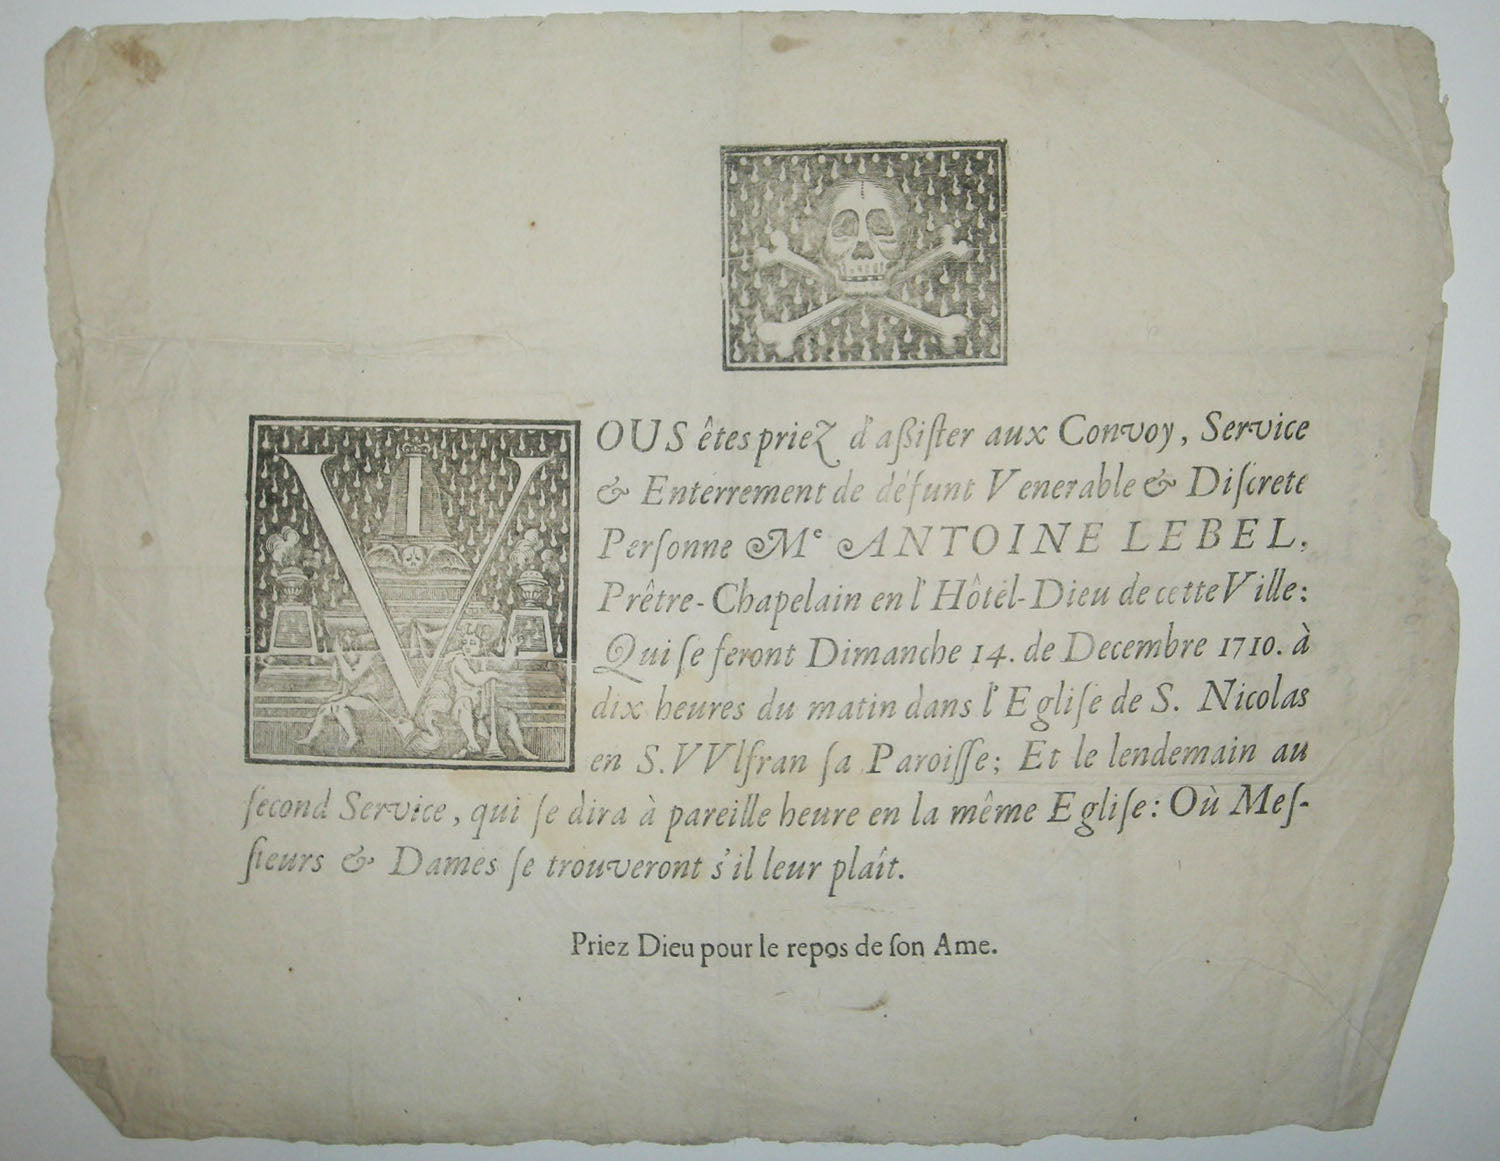 VOUS êtes priez d'aßiſter aux Convoy, Service
& Enterrement de défunt Venerable & Diſcrete
Perſonne Me ANTOINE LEBEL,
Prêtre-Chapelain en l'Hôtel-Dieu de cette Ville:
Qui ſe feront Dimanche 14. de Decembre 1710. à
dix heures du matin dans l'Egliſe de S. Nicolas
en S. VVlfran ſa Paroiſſe; Et le lendemain au
ſecond Service, qui ſe dira à pareille heure en la même Egliſe: Où Meſ-
ſieurs & Dames ſe trouveront s'il leur plaît.
Priez Dieu pour le repos de ſon Ame.